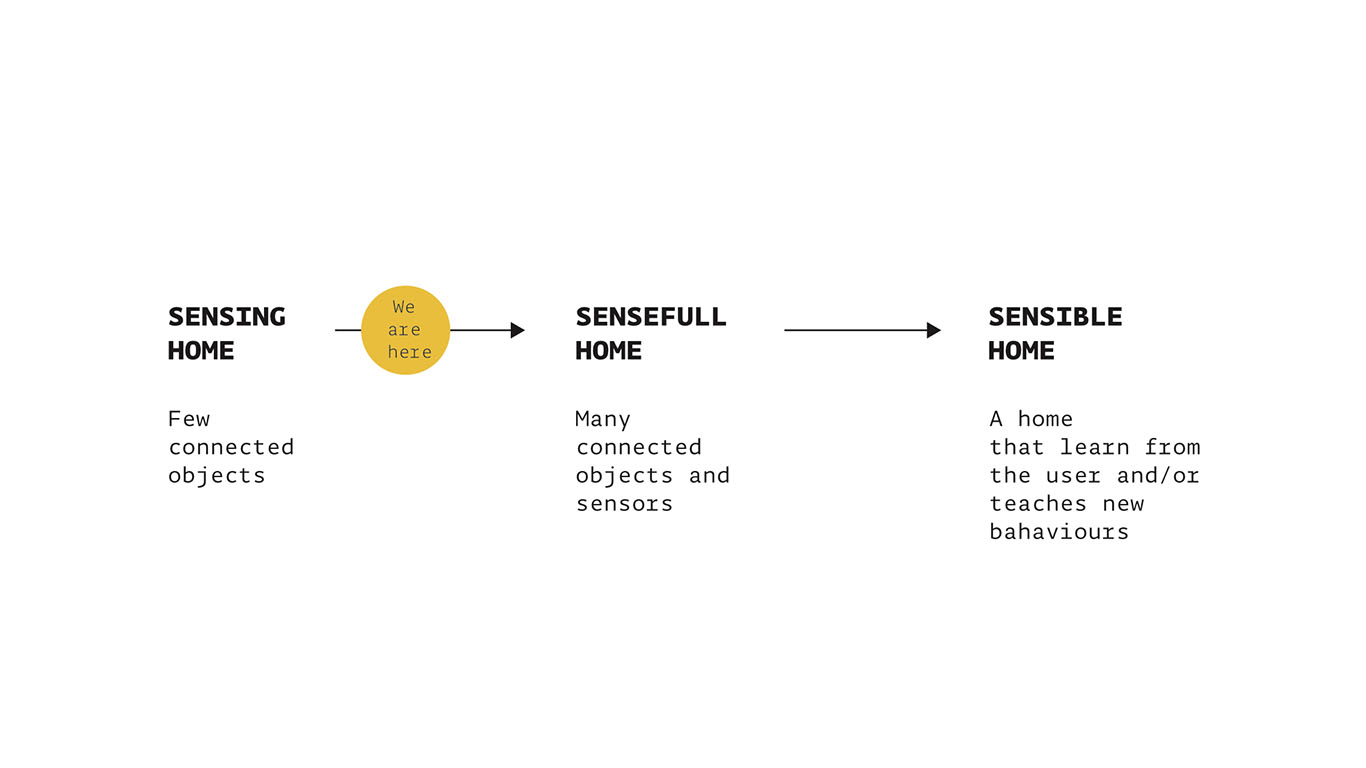 SENSING
HOME
Few
connected
objects
We
are
here
SENSEFULL
HOME
Many
connected
objects and
sensors
SENSIBLE
HOME
A home
that learn from
the user and/or
teaches new
bahaviours